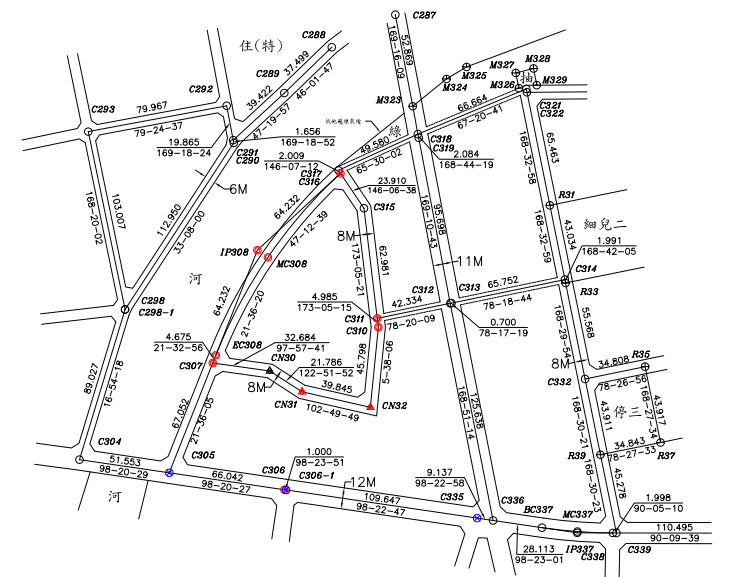 C287
住(特)
C288
37.499
46-01-47
C289
39.422
47-19-57
52.869
169-16-09
M325
M324
M323
M327
M328
抽
M329
M326
C321
C322
C292
79.967
79-24-37
C293
19.865
169-18-24
1.656
169-18-52
C291
C290
2.009
146-07-12
C317
C316
綠
49.580
65-30-02
66.664
67-20-41
C318
C319
2.084
168-44-19
65.463
168-32-48
23.910
146-06-38
C315
6M
103.007
168-20-02
112.950
33-08-00
64.232
47-12-39
IP308
MC308
8M
62.981
173-05-21
95.698
169-10-43
11M
R31
43.034
168-32-59
細兒二
1.991
168-42-05
C314
R33
河
C298
C298-1
64.232
21-36-20
4.985
173-05-15
C311
C310
42.334
78-20-09
C312
C313
65.752
78-18-44
0.700
78-17-19
55.568
168-29-54
8M
4.675
21-32-56
EC308
C307
32.684
97-57-41
CN30
21.786
122-51-52
8M
45.798
5-38-06
39.845
102-49-49
CN31
CN32
89.027
16-54-18
67.052
21-36-05
125.638
168-51-14
R35
34.808
78-26-56
C332
停三
43.911
168-30-21
43.917
168-27-34
34.843
78-27-33
R39
R37
C304
51.553
98-20-29
C305
66.042
98-20-27
1.000
98-23-51
C306
C306-1
12M
109.647
98-22-47
9.137
98-22-58
C335
C336
河
45.278
168-30-23
1.998
90-05-10
110.495
90-09-39
BC337
MC337
IP337
C338
C339
28.113
98-23-01